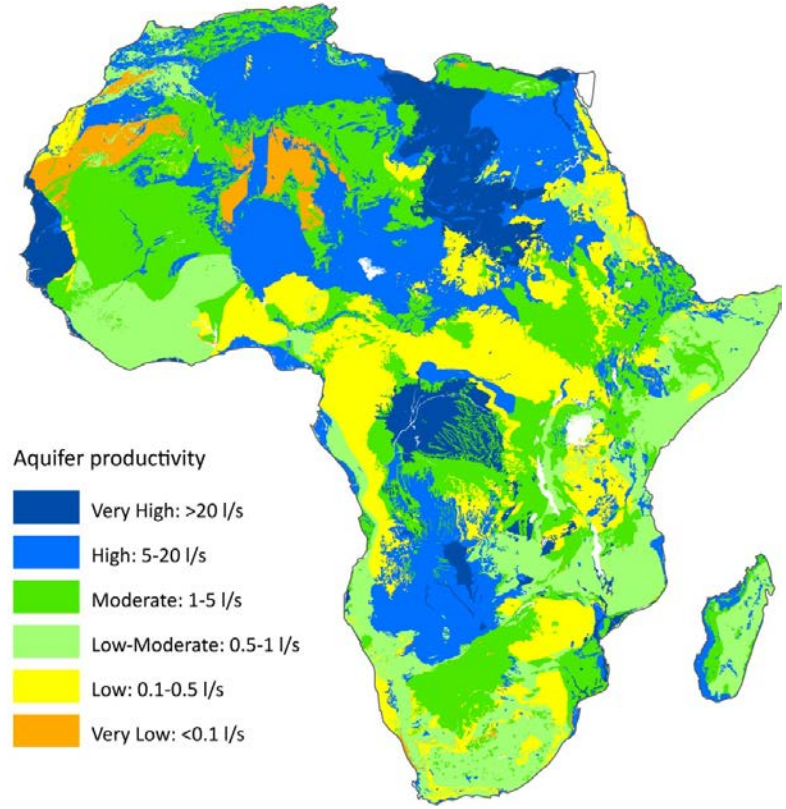 Aquifer productivity
Very High: >20 l/s
High: 5-20 l/s
Moderate: 1-5 l/s
Low-Moderate: 0.5-1 l/s
Low: 0.1-0.5 l/s
Very Low: <0.1 l/s